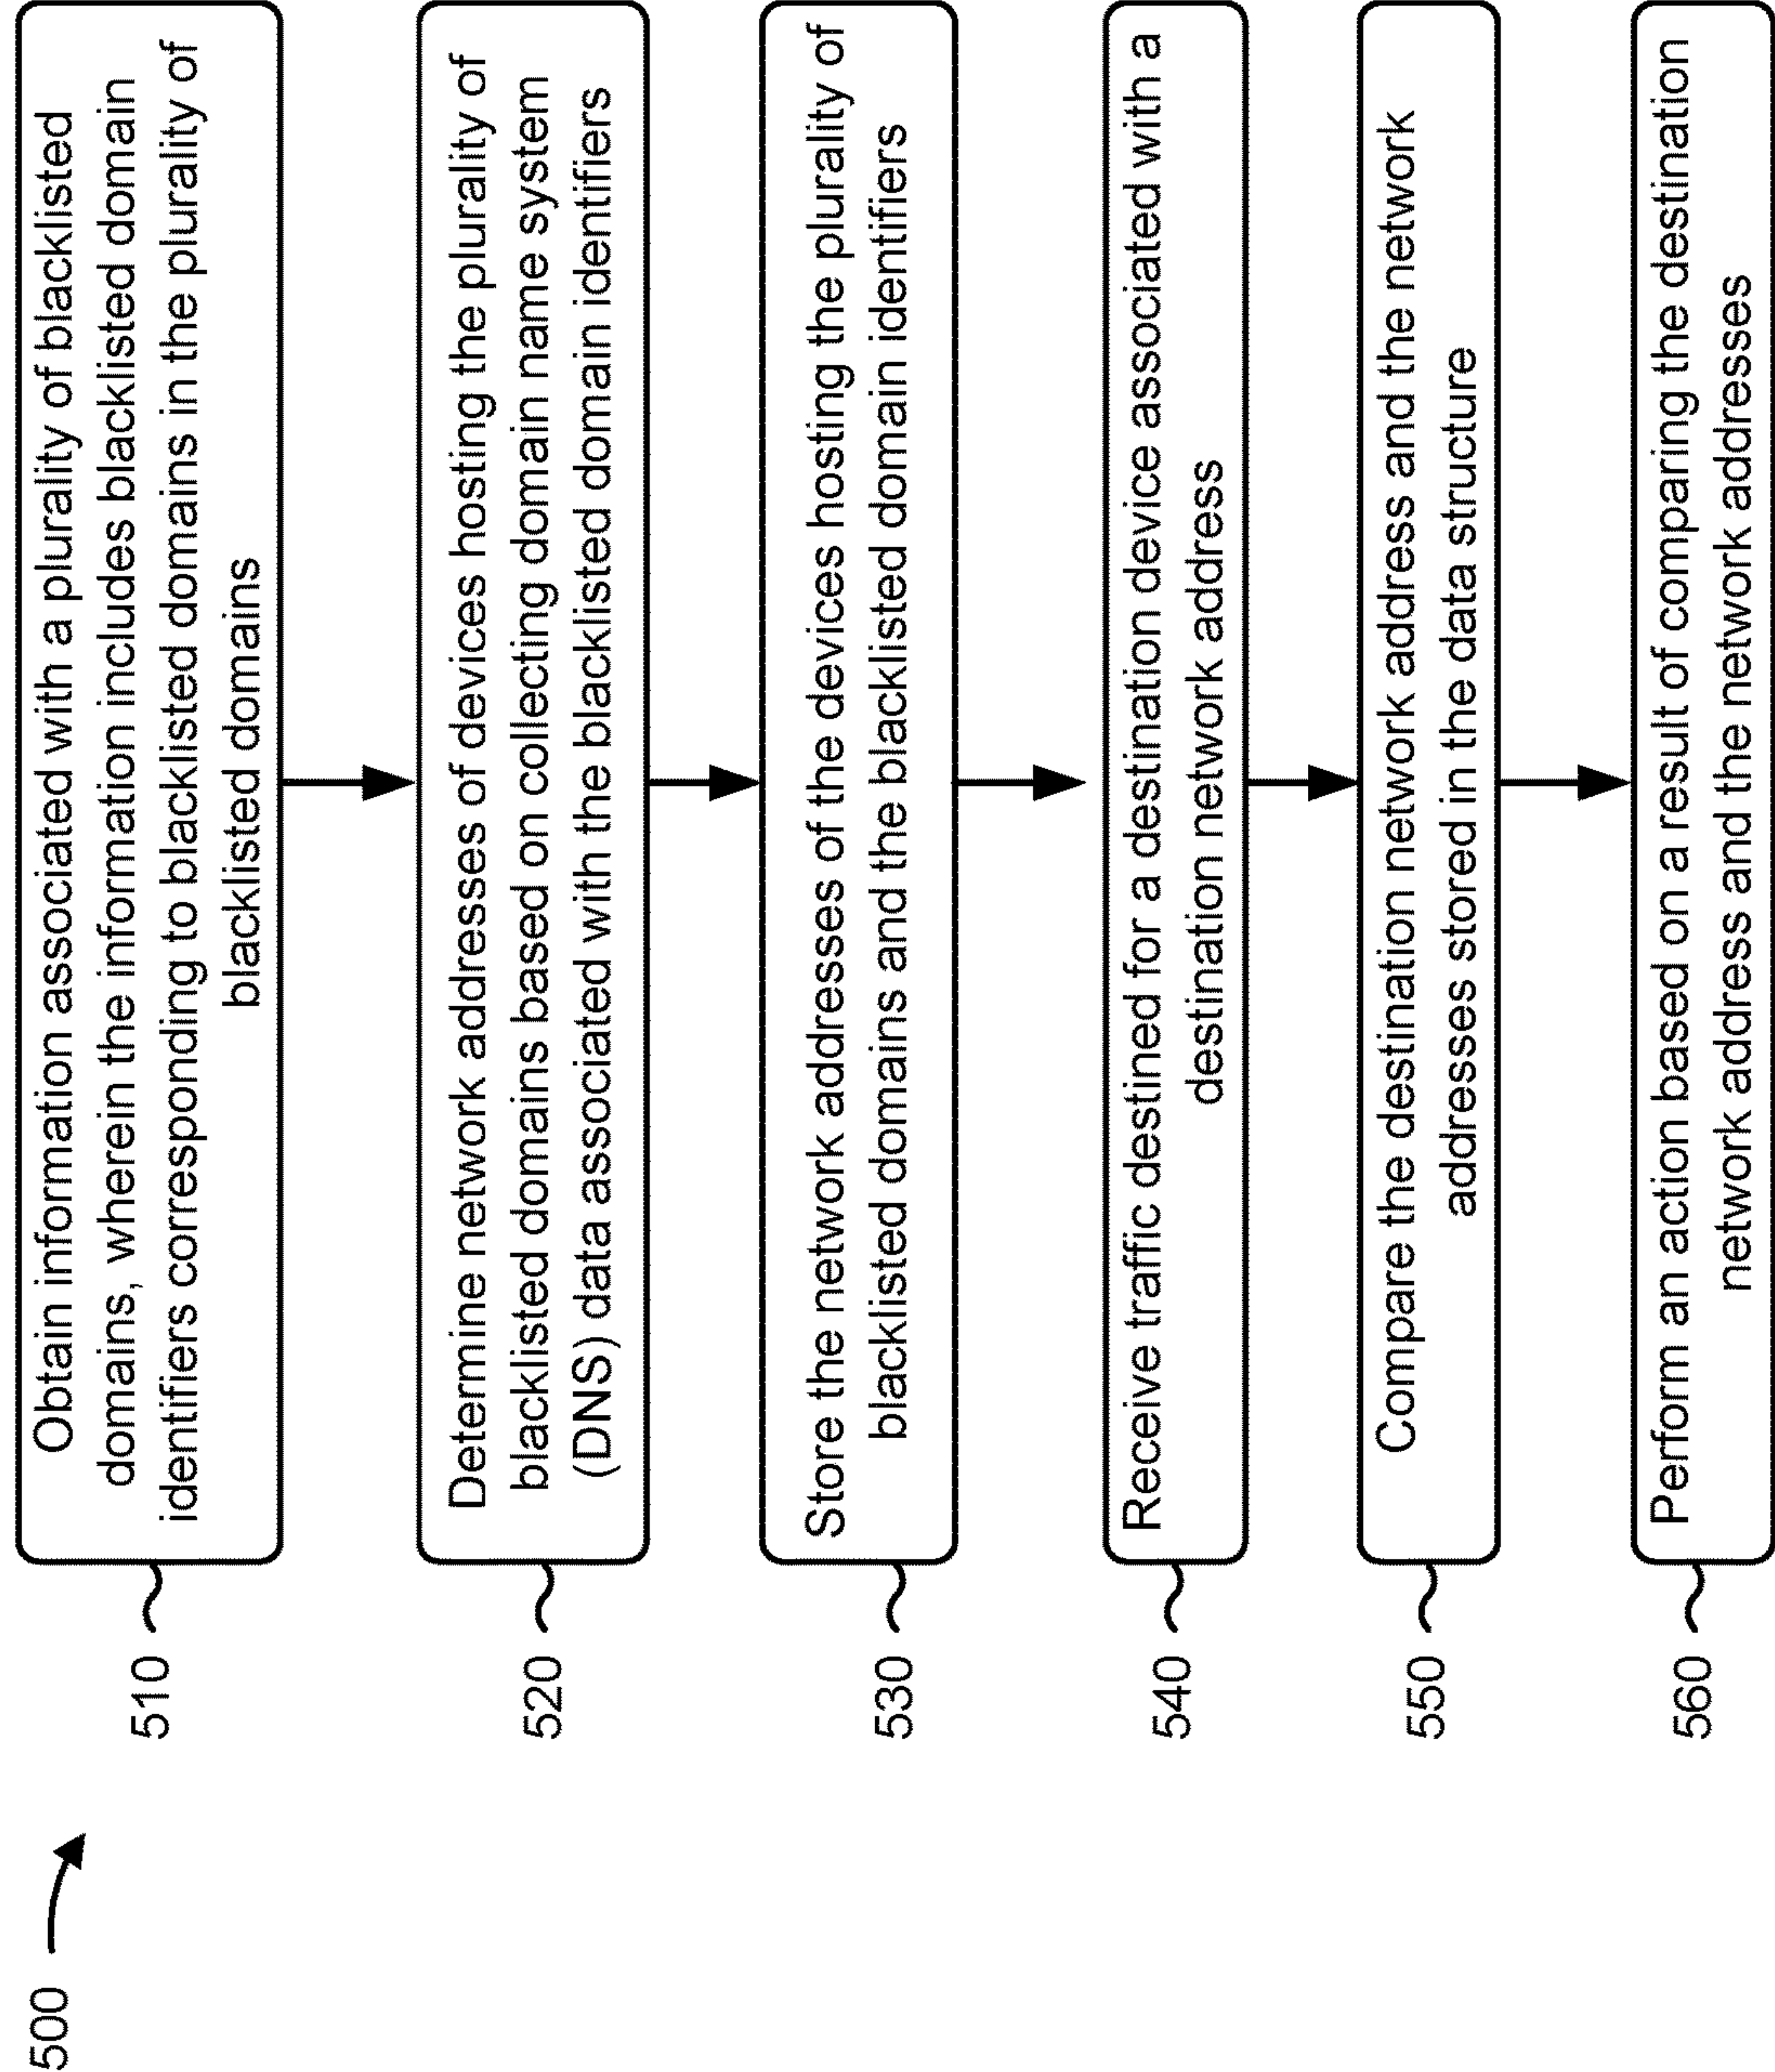 500
510
Obtain information associated with a plurality of blacklisted
domains, wherein the information includes blacklisted domain
identifiers corresponding to blacklisted domains in the plurality of
blacklisted domains
520
Determine network addresses of devices hosting the plurality of
blacklisted domains based on collecting domain name system
(DNS) data associated with the blacklisted domain identifiers
530
Store the network addresses of the devices hosting the plurality of
blacklisted domains and the blacklisted domain identifiers
540
Receive traffic destined for a destination device associated with a
destination network address
550
Compare the destination network address and the network
addresses stored in the data structure
560
Perform an action based on a result of comparing the destination
network address and the network addresses